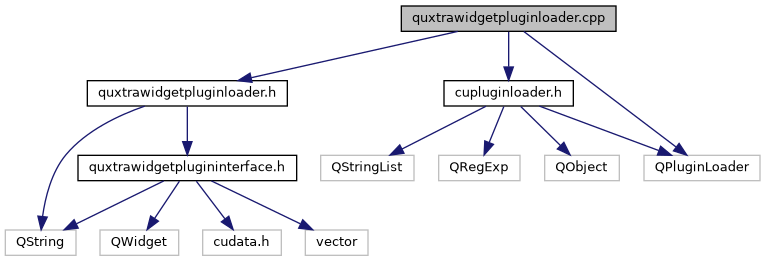 quxtrawidgetpluginloader.cpp
quxtrawidgetpluginloader.h
cupluginloader.h
quxtrawidgetplugininterface.h
QStringList
QRegExp
QObject
QPluginLoader
QString
QWidget
cudata.h
vector